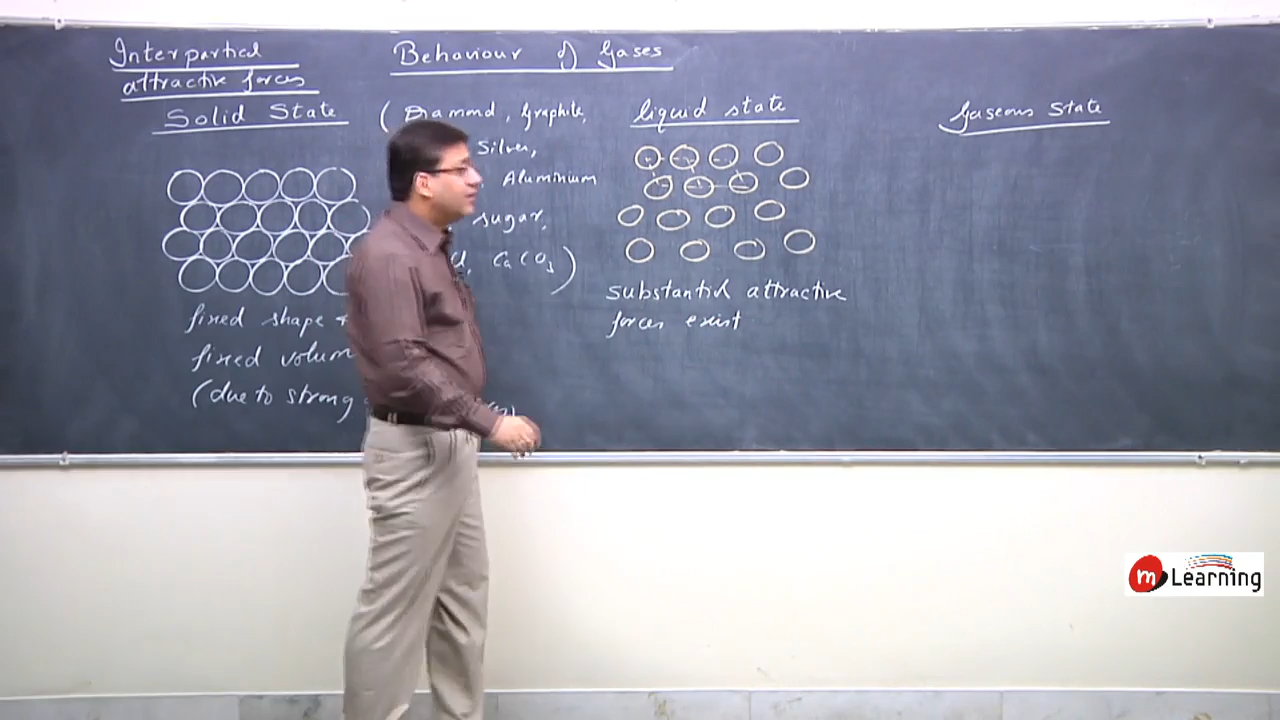 Interparticl
attractive forces
Behaviour of Gases
Solid State
(Diamond, Graphite,
Silver,
Aluminium
sugar,
CaCO3)
fixed shape
fixed volum
(due to strong
liquid state
substantial attractive
forces exist
Gaseous State
m Learning